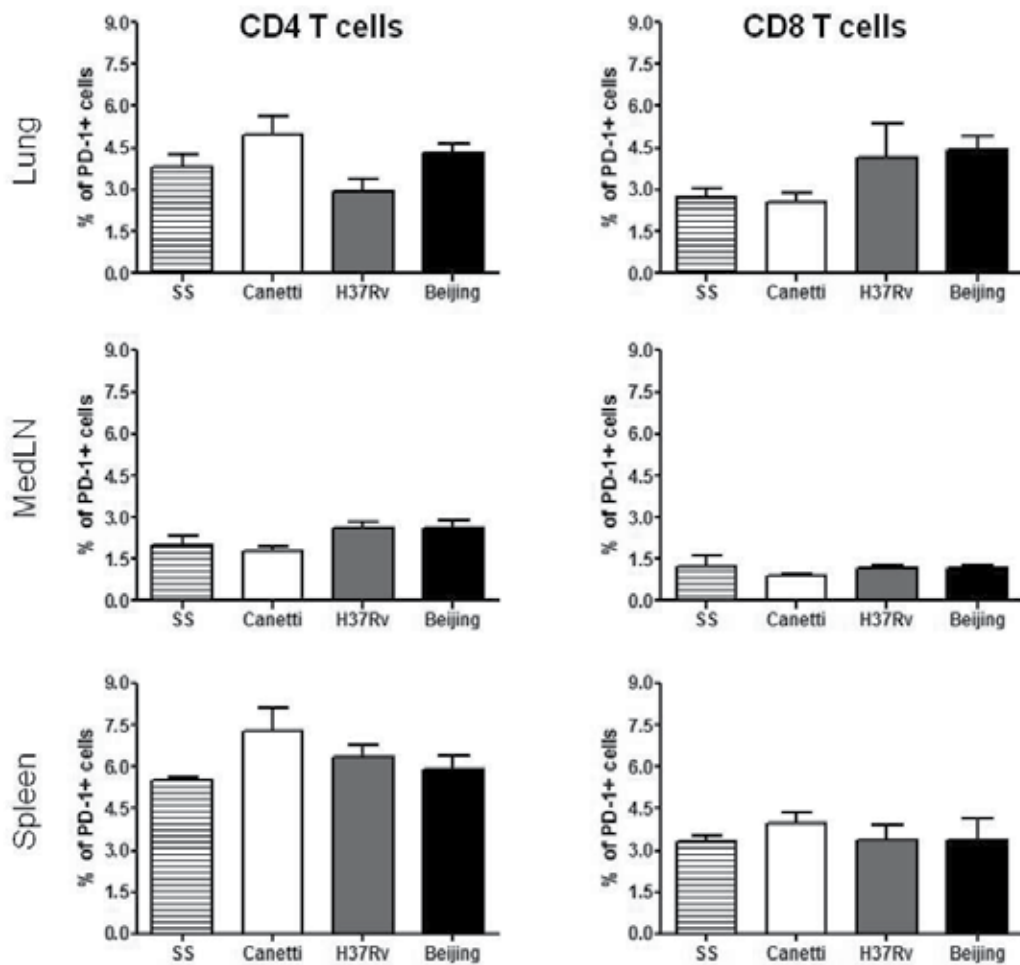 CD4 T cells
CD8 T cells
Lung
% of PD-1+ cells
9.0
7.5
6.0
4.5
3.0
1.5
0.0
SS Canetti H37Rv Beijing
% of PD-1+ cells
9.0
7.5
6.0
4.5
3.0
1.5
0.0
SS Canetti H37Rv Beijing
MedLN
% of PD-1+ cells
9.0
7.5
6.0
4.5
3.0
1.5
0.0
SS Canetti H37Rv Beijing
% of PD-1+ cells
9.0
7.5
6.0
4.5
3.0
1.5
0.0
SS Canetti H37Rv Beijing
Spleen
% of PD-1+ cells
9.0
7.5
6.0
4.5
3.0
1.5
0.0
SS Canetti H37Rv Beijing
% of PD-1+ cells
9.0
7.5
6.0
4.5
3.0
1.5
0.0
SS Canetti H37Rv Beijing